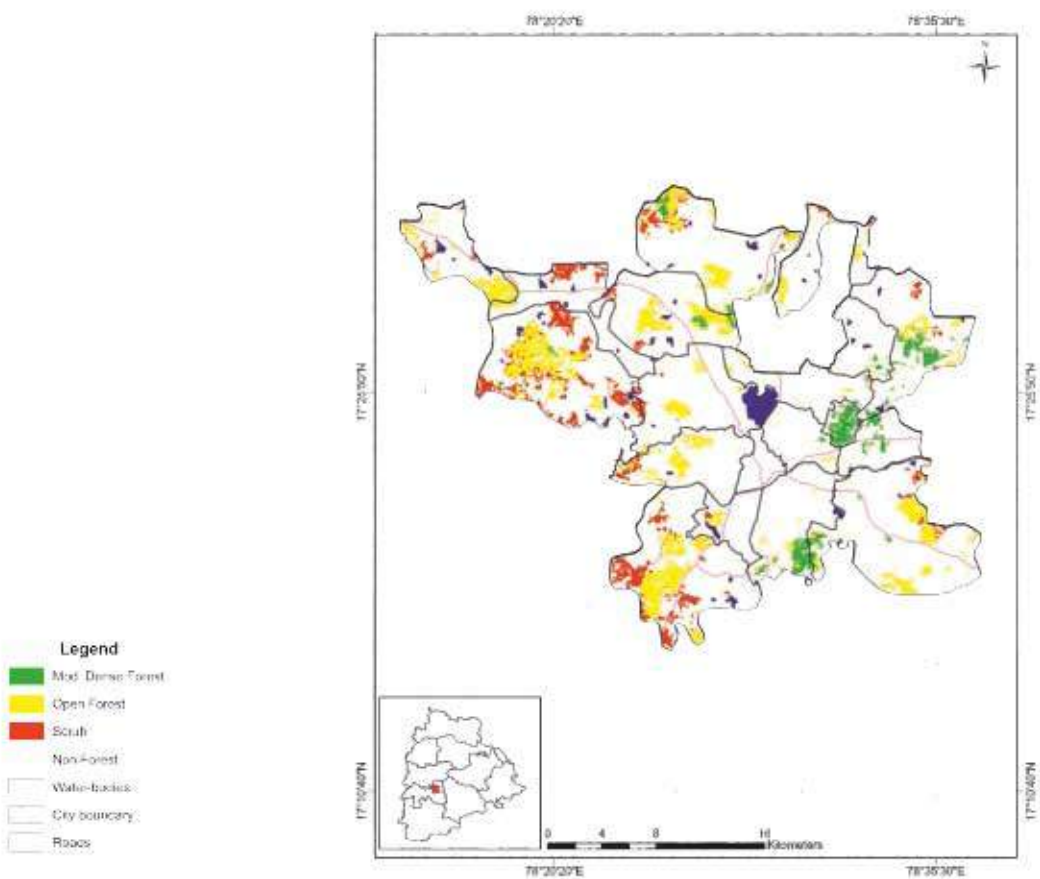 78°20'20"E 78°35'30"E
N
17°25'50"N 17°25'50"N
Legend
Mod. Dense Forest
Open Forest
Scrub
Non-Forest
Water-bodies
City boundary
Roads
17°10'40"N 17°10'40"N
0 4 8 16
Kilometers
78°20'20"E 78°35'30"E